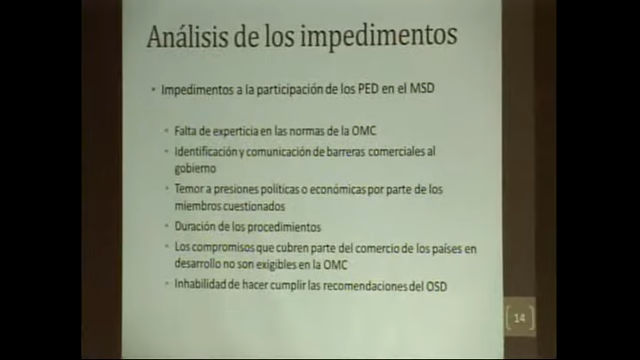 Análisis de los impedimentos
• Impedimentos a la participación de los PED en el MSD
• Falta de experticia en las normas de la OMC
• Identificación y comunicación de barreras comerciales al
gobierno
• Temor a presiones políticas o económicas por parte de los
miembros cuestionados
• Duración de los procedimientos
• Los compromisos que cubren parte del comercio de los países en
desarrollo no son exigibles en la OMC
• Inhabilidad de hacer cumplir las recomendaciones del OSD
14